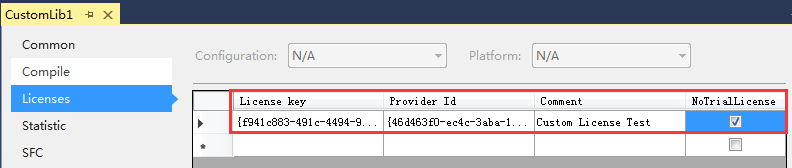 CustomLib1
Common
Compile
Licenses
Statistic
SFC
Configuration: N/A Platform: N/A
License key Provider Id Comment NoTrialLicense
{f941c883-491c-4494-9... {46d463f0-ec4c-3aba-1... Custom License Test